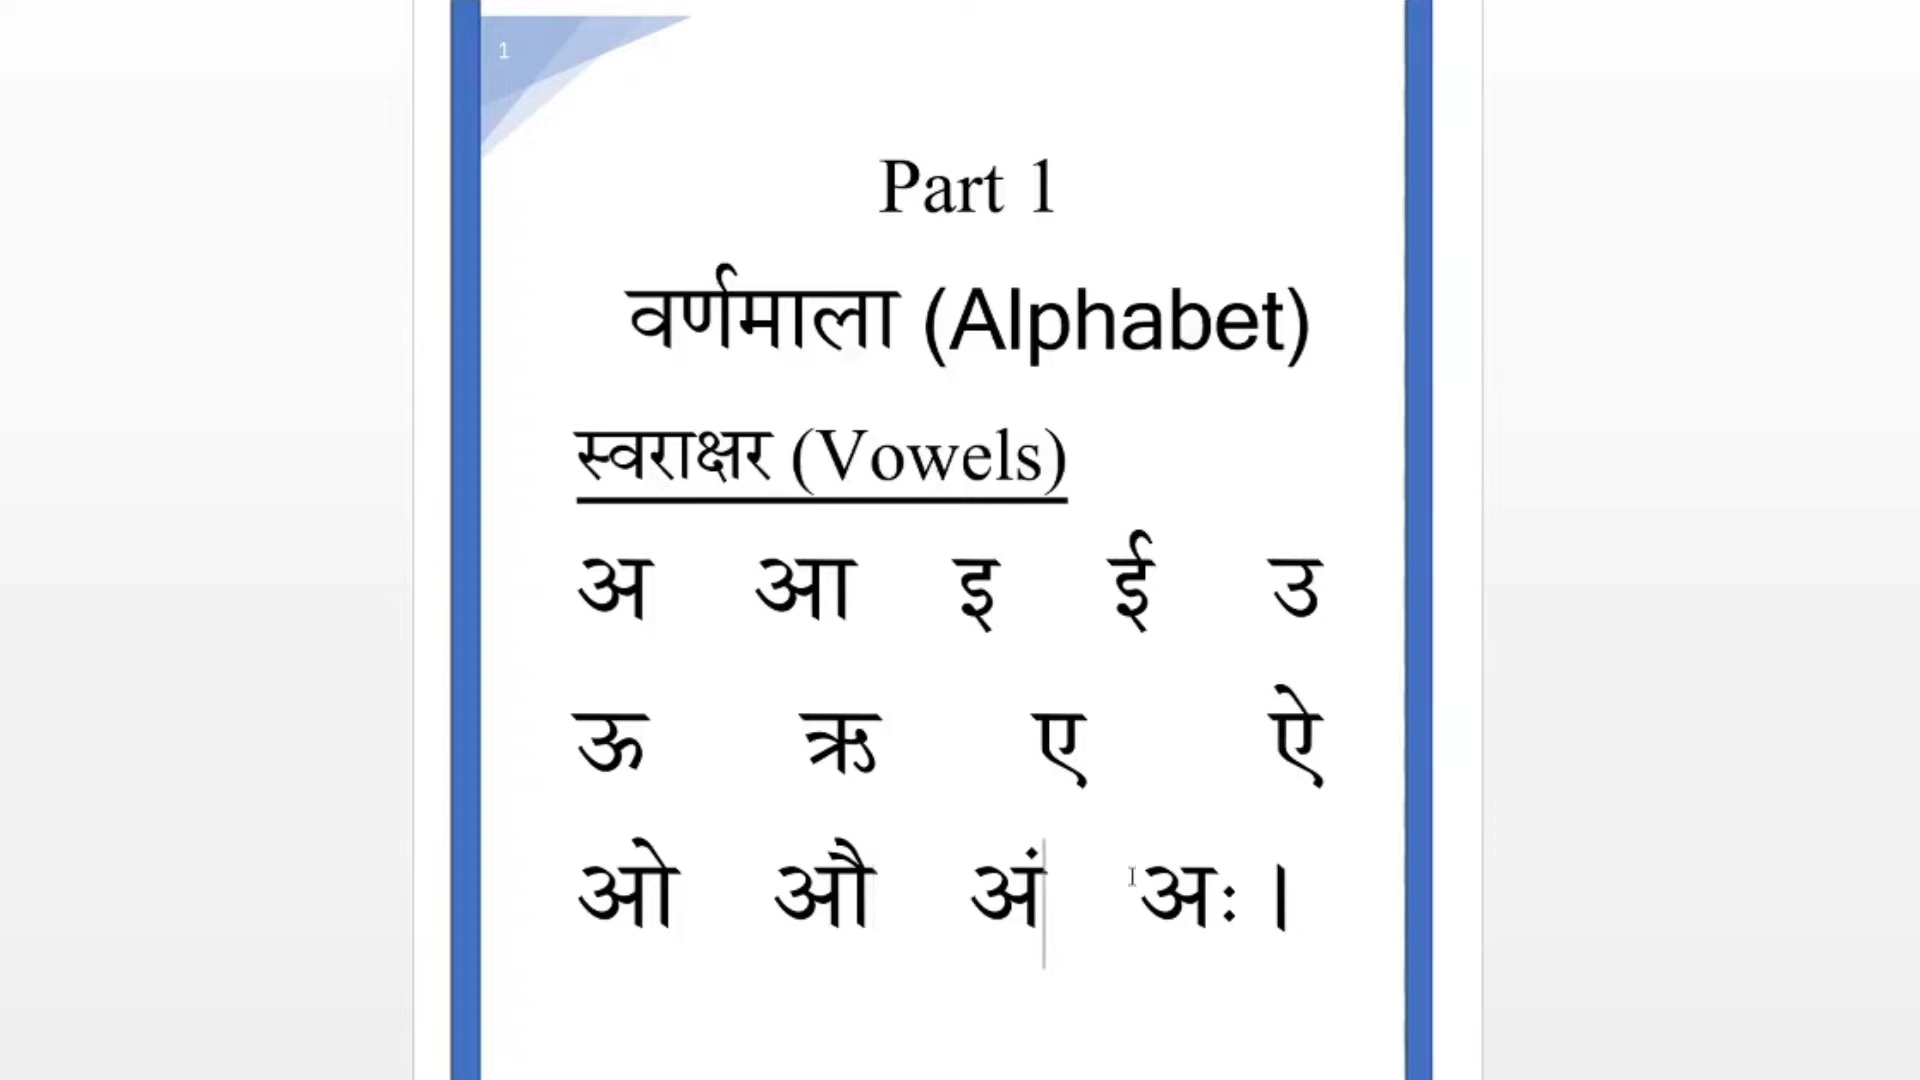 1
Part 1
वर्णमाला (Alphabet)
स्वराक्षर (Vowels)
अ आ इ ई उ
ऊ ऋ ए ऐ
ओ औ अं अः।